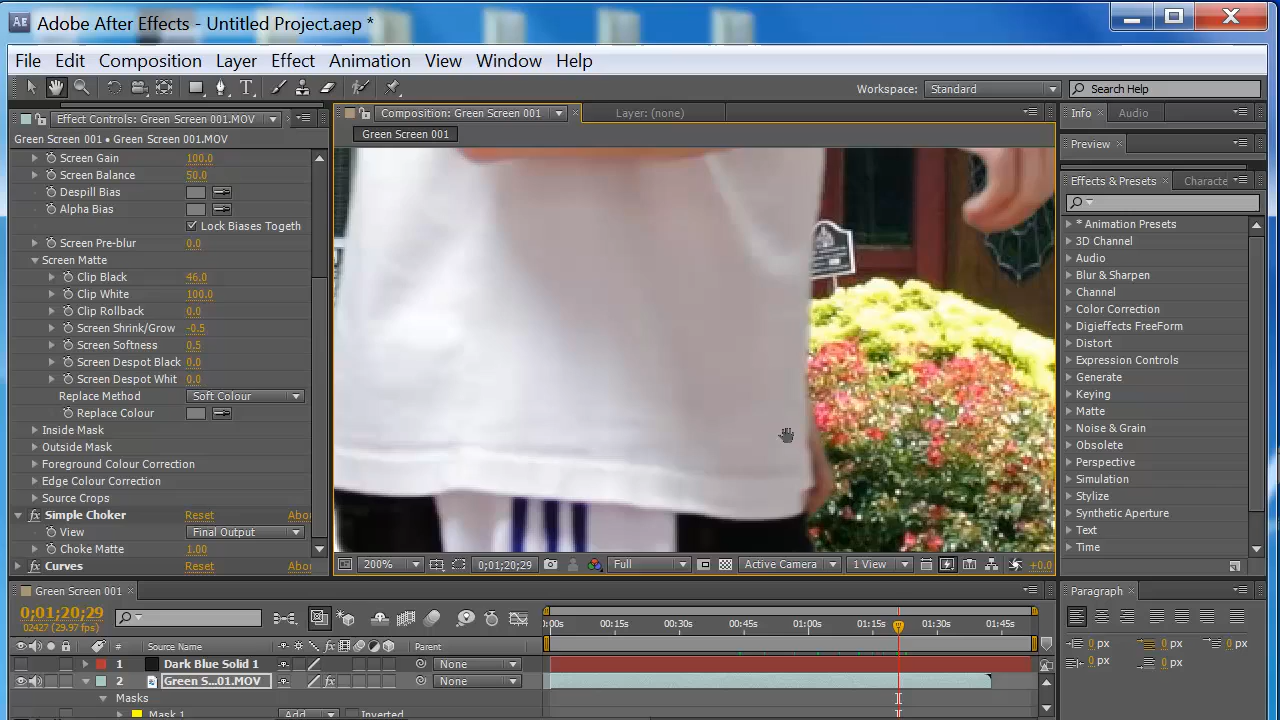 AE Adobe After Effects - Untitled Project.aep *
File Edit Composition Layer Effect Animation View Window Help
T Workspace: Standard Search Help
Effect Controls: Green Screen 001.MOV Composition: Green Screen 001 Layer: (none) Info Audio
Green Screen 001 • Green Screen 001.MOV Green Screen 001
Screen Gain 100.0
Screen Balance 50.0
Despill Bias
Alpha Bias
Lock Biases Togeth
Screen Pre-blur 0.0
Screen Matte
Clip Black 46.0
Clip White 100.0
Clip Rollback 0.0
Screen Shrink/Grow -0.5
Screen Softness 0.5
Screen Despot Black 0.0
Screen Despot Whit 0.0
Replace Method Soft Colour
Replace Colour
Inside Mask
Outside Mask
Foreground Colour Correction
Edge Colour Correction
Source Crops
fx Simple Choker Reset Abo
View Final Output
Choke Matte 1.00
fx Curves Reset Abo
200% 0;01;20;29 Full Active Camera 1 View +0.0
Preview
Effects & Presets Characte
* Animation Presets
3D Channel
Audio
Blur & Sharpen
Channel
Color Correction
Digieffects FreeForm
Distort
Expression Controls
Generate
Keying
Matte
Noise & Grain
Obsolete
Perspective
Simulation
Stylize
Synthetic Aperture
Text
Time
Green Screen 001
0;01;20;29
02427 (29.97 fps)
:00s 00:15s 00:30s 00:45s 01:00s 01:15s 01:30s 01:45s
# Source Name fx Parent
1 Dark Blue Solid 1 None
2 Green S...01.MOV fx None
Masks
Mask 1 Add Inverted
Paragraph
0 px 0 px 0 px
0 px 0 px